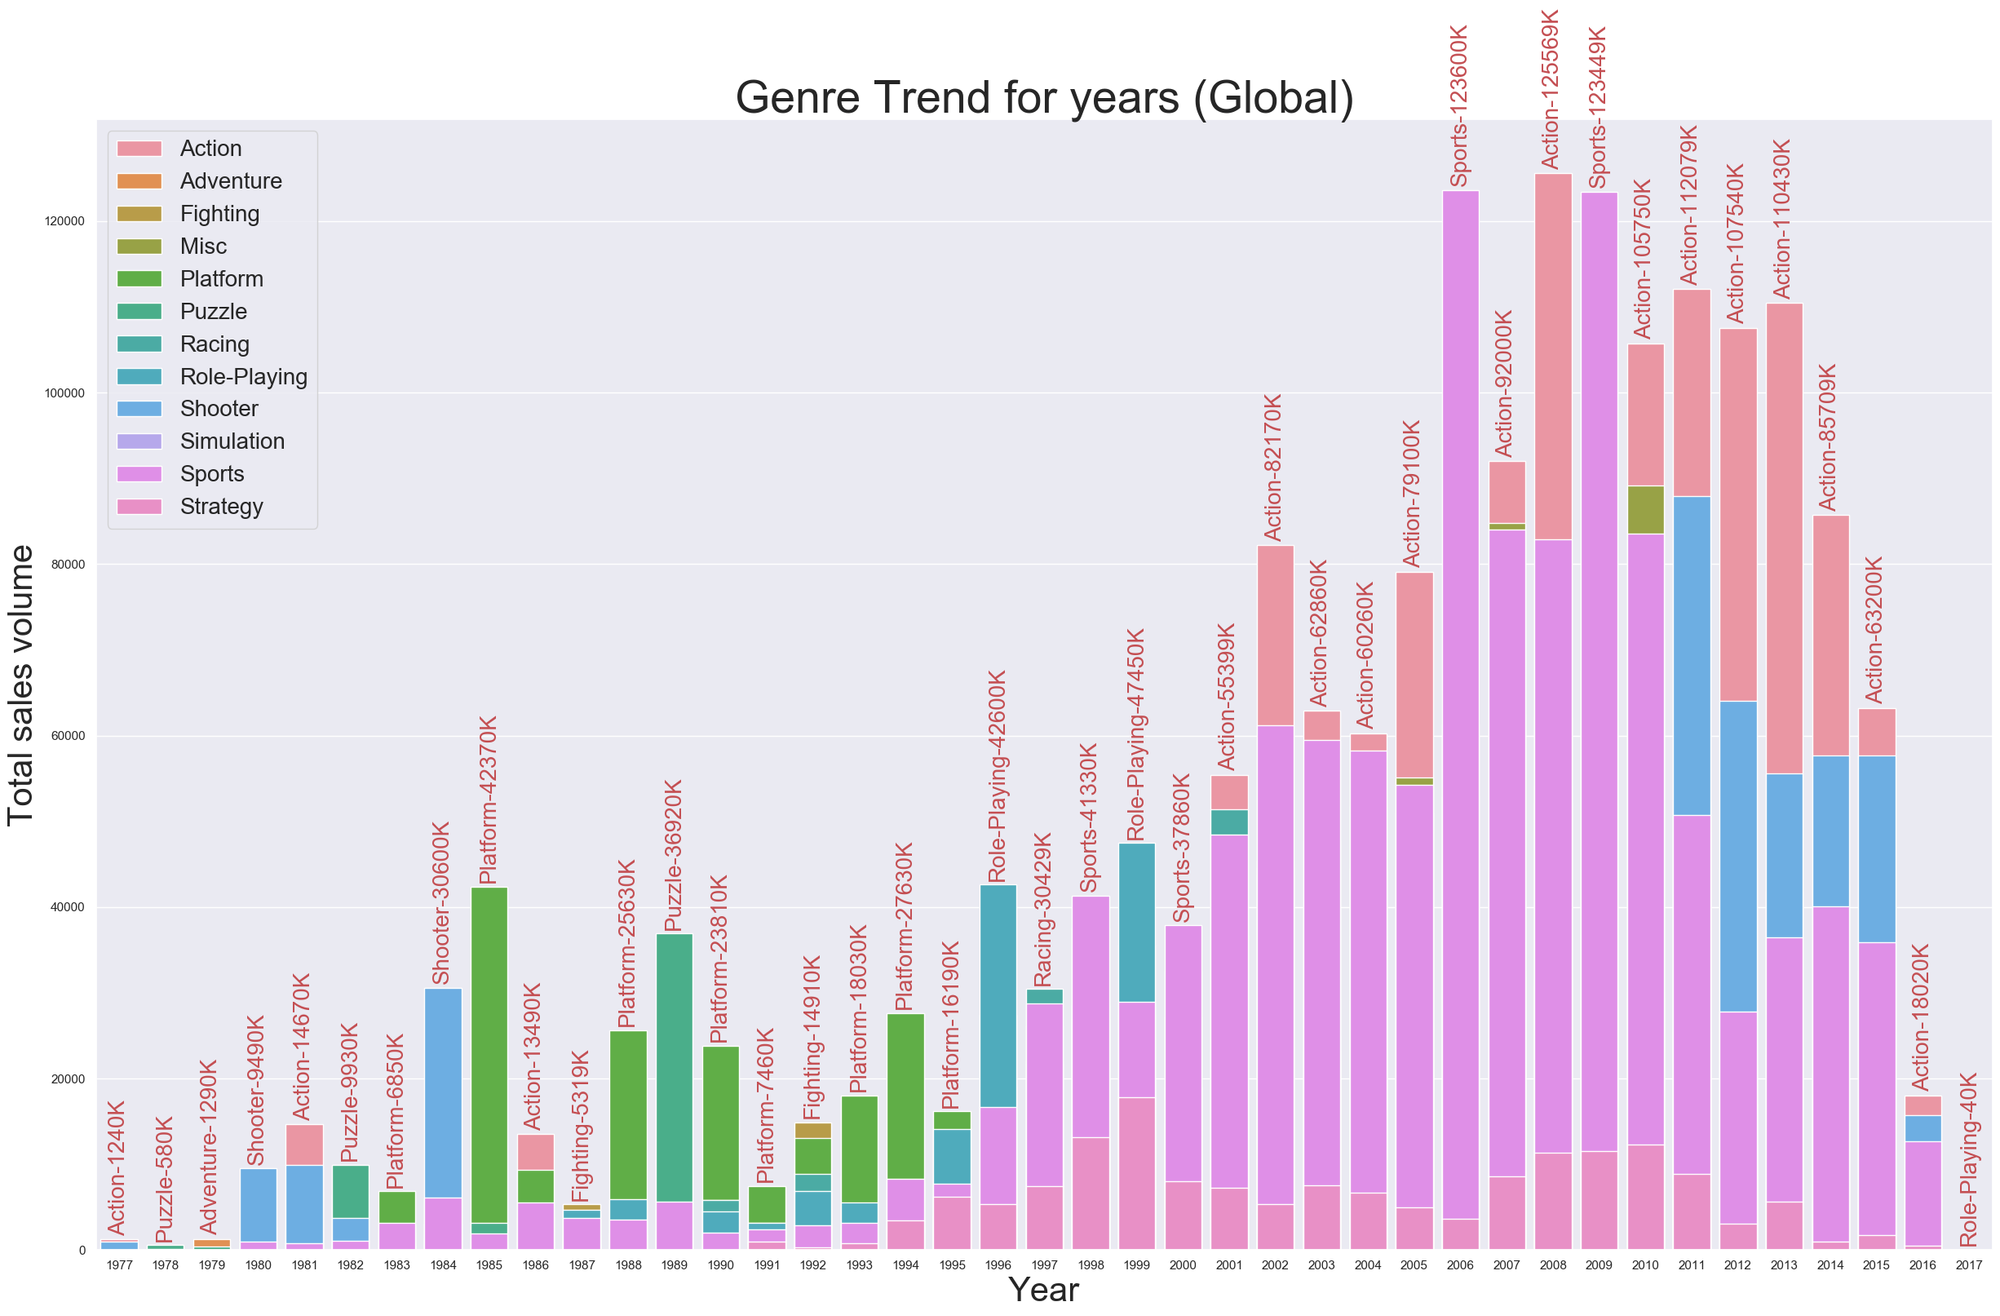 Genre Trend for years (Global)
Action
Adventure
Fighting
Misc
Platform
Puzzle
Racing
Role-Playing
Shooter
Simulation
Sports
Strategy
Total sales volume
120000
100000
80000
60000
40000
20000
0
Action-1240K
Puzzle-580K
Adventure-1290K
Shooter-9490K
Action-14670K
Puzzle-9930K
Platform-6850K
Shooter-30600K
Platform-42370K
Action-13490K
Fighting-5319K
Platform-25630K
Puzzle-36920K
Platform-23810K
Platform-7460K
Fighting-14910K
Platform-18030K
Platform-27630K
Platform-16190K
Role-Playing-42600K
Racing-30429K
Sports-41330K
Role-Playing-47450K
Sports-37860K
Action-55399K
Action-82170K
Action-62860K
Action-60260K
Action-79100K
Sports-123600K
Action-92000K
Action-125569K
Sports-123449K
Action-105750K
Action-112079K
Action-107540K
Action-110430K
Action-85709K
Action-63200K
Action-18020K
Role-Playing-40K
1977 1978 1979 1980 1981 1982 1983 1984 1985 1986 1987 1988 1989 1990 1991 1992 1993 1994 1995 1996 1997 1998 1999 2000 2001 2002 2003 2004 2005 2006 2007 2008 2009 2010 2011 2012 2013 2014 2015 2016 2017
Year